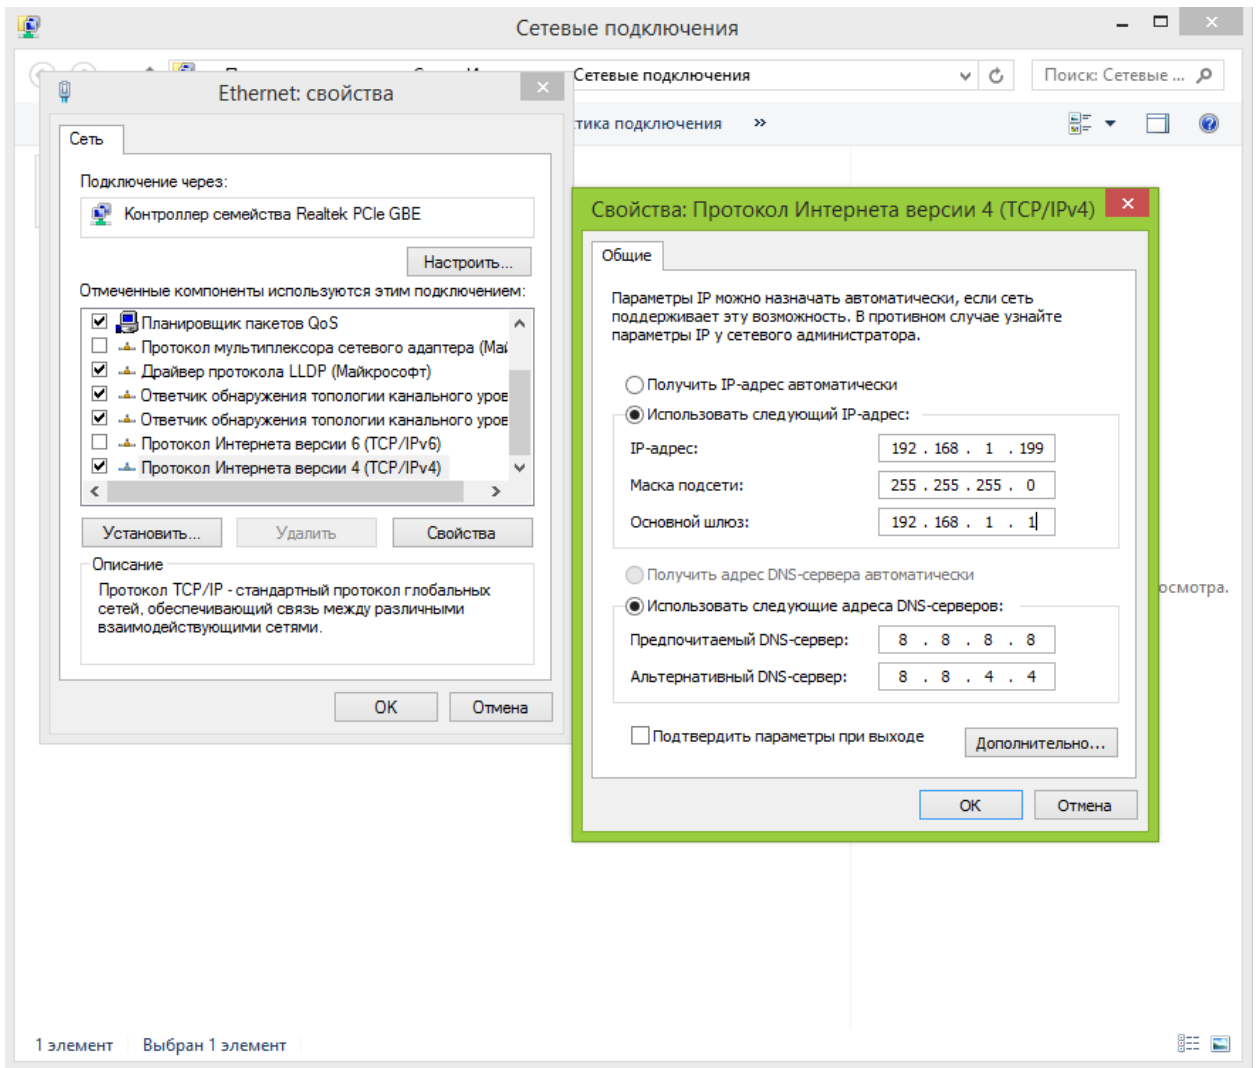 Сетевые подключения
Сетевые подключения
Поиск: Сетевые ...
подключения »
Ethernet: свойства
Сеть
Подключение через:
Контроллер семейства Realtek PCIe GBE
Настроить...
Отмеченные компоненты используются этим подключением:
Планировщик пакетов QoS
Протокол мультиплексора сетевого адаптера (Май
Драйвер протокола LLDP (Майкрософт)
Ответчик обнаружения топологии канального уров
Ответчик обнаружения топологии канального уров
Протокол Интернета версии 6 (TCP/IPv6)
Протокол Интернета версии 4 (TCP/IPv4)
Установить...
Удалить
Свойства
Описание
Протокол TCP/IP - стандартный протокол глобальных
сетей, обеспечивающий связь между различными
взаимодействующими сетями.
OK
Отмена
Свойства: Протокол Интернета версии 4 (TCP/IPv4)
Общие
Параметры IP можно назначать автоматически, если сеть
поддерживает эту возможность. В противном случае узнайте
параметры IP у сетевого администратора.
Получить IP-адрес автоматически
Использовать следующий IP-адрес:
IP-адрес: 192 . 168 . 1 . 199
Маска подсети: 255 . 255 . 255 . 0
Основной шлюз: 192 . 168 . 1 . 1
Получить адрес DNS-сервера автоматически
Использовать следующие адреса DNS-серверов:
Предпочитаемый DNS-сервер: 8 . 8 . 8 . 8
Альтернативный DNS-сервер: 8 . 8 . 4 . 4
Подтвердить параметры при выходе
Дополнительно...
OK
Отмена
осмотра.
1 элемент
Выбран 1 элемент